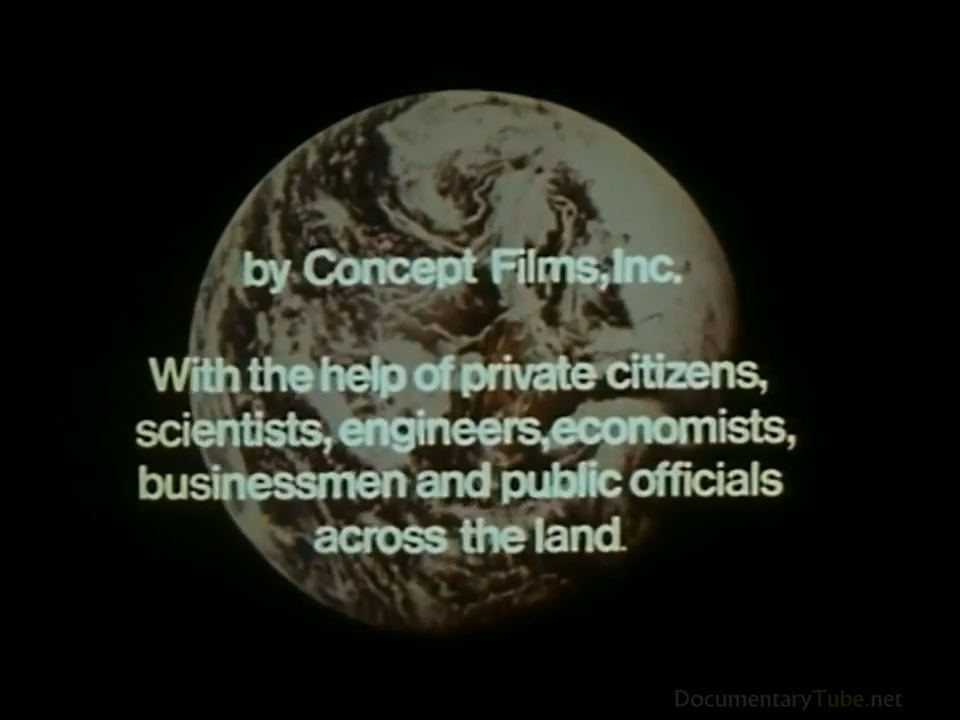 by Concept Films,Inc.
With the help of private citizens,
scientists, engineers,economists,
businessmen and public officials
across the land.
DocumentaryTube.net